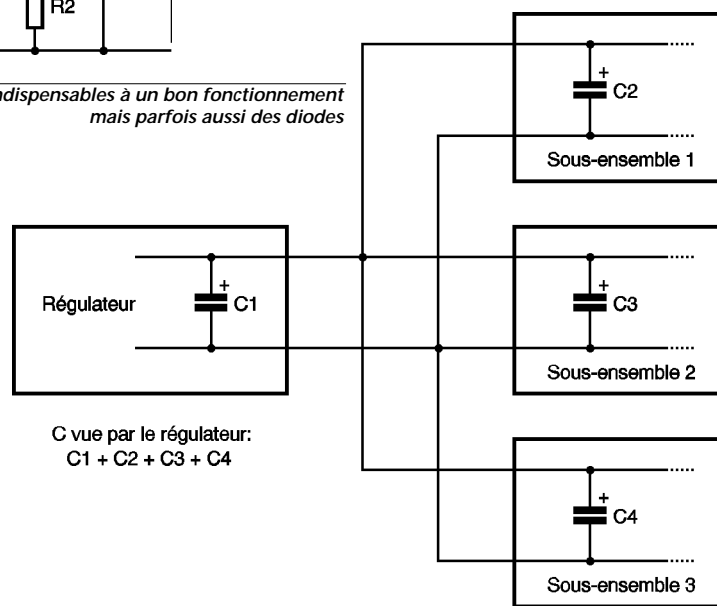 R2
ndispensables à un bon fonctionnement
mais parfois aussi des diodes
+
C2
Sous-ensemble 1
Régulateur
+
C1
+
C3
Sous-ensemble 2
C vue par le régulateur:
C1 + C2 + C3 + C4
+
C4
Sous-ensemble 3